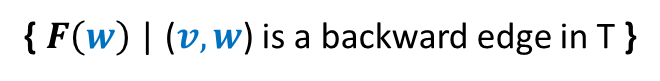 { F(w) | (v, w) is a backward edge in T }